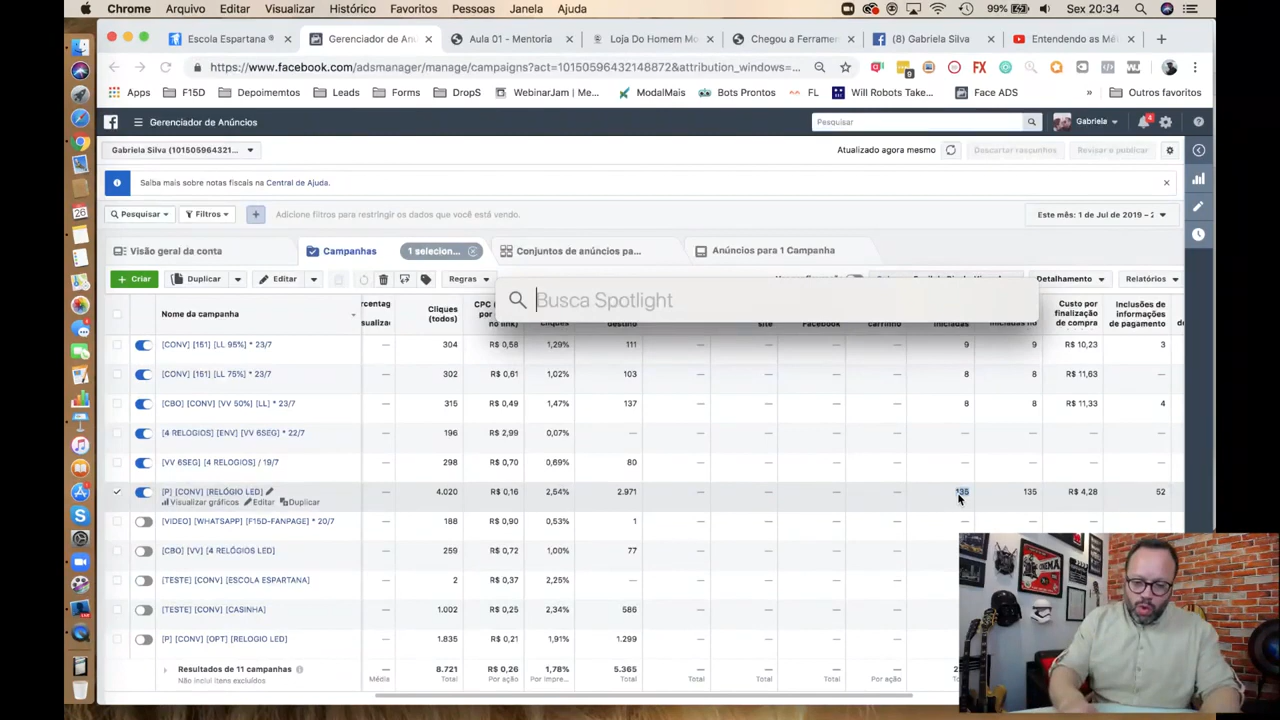 Chrome Arquivo Editar Visualizar Histórico Favoritos Pessoas Janela Ajuda 99% Sex 20:34
Escola Espartana ® × Gerenciador de Anú × Aula 01 - Mentoria × Loja Do Homem Mo × Chegou a Ferramen × (8) Gabriela Silva × Entendendo as Mé × +
https://www.facebook.com/adsmanager/manage/campaigns?act=10150596432148872&attribution_windows=... 9 FX
Apps F15D Depoimemtos Leads Forms DropS WebinarJam | Me... ModalMais Bots Prontos FL Will Robots Take... Face ADS » Outros favoritos
Gerenciador de Anúncios Pesquisar Gabriela 4
Gabriela Silva (101505964321... Atualizado agora mesmo Descartar rascunhos Revisar e publicar
Saiba mais sobre notas fiscais na Central de Ajuda. ×
Pesquisar Filtros + Adicione filtros para restringir os dados que você está vendo. Este mês: 1 de Jul de 2019 – 2
Visão geral da conta Campanhas 1 selecion... Conjuntos de anúncios pa... Anúncios para 1 Campanha
+ Criar Duplicar Editar Regras Detalhamento Relatórios
Busca Spotlight
Nome da campanha Cliques (todos) destino site Facebook carrinho Iniciadas Custo por finalização de compra Inclusões de informações de pagamento
[CONV] [151] [LL 95%] * 23/7 — 304 R$ 0,58 1,29% 111 — — — 9 9 R$ 10,23 3
[CONV] [151] [LL 75%] * 23/7 — 302 R$ 0,61 1,02% 103 — — — 8 8 R$ 11,63 —
[CBO] [CONV] [VV 50%] [LL] * 23/7 — 315 R$ 0,49 1,47% 137 — — — 8 8 R$ 11,33 4
[4 RELOGIOS] [ENV] [VV 6SEG] * 22/7 — 196 R$ 2,99 0,07% — — — — — — — —
[VV 6SEG] [4 RELOGIOS] / 19/7 — 298 R$ 0,70 0,69% 80 — — — — — — —
[P] [CONV] [RELÓGIO LED] — 4.020 R$ 0,16 2,54% 2.971 — — — 135 135 R$ 4,28 52
Visualizar gráficos Editar Duplicar
[VIDEO] [WHATSAPP] [F15D-FANPAGE] * 20/7 — 188 R$ 0,90 0,53% 1 — — — — — — —
[CBO] [VV] [4 RELÓGIOS LED] — 259 R$ 0,72 1,00% 77 — — —
[TESTE] [CONV] [ESCOLA ESPARTANA] — 2 R$ 0,37 2,25% — — — —
[TESTE] [CONV] [CASINHA] — 1.002 R$ 0,25 2,34% 586 — — —
[P] [CONV] [OPT] [RELOGIO LED] — 1.835 R$ 0,21 1,91% 1.299 — — —
Resultados de 11 campanhas — 8.721 R$ 0,26 1,78% 5.365 — — —
Não inclui itens excluídos Média Total Por ação Por Impre... Total Total Total Por ação Total
CINEMA